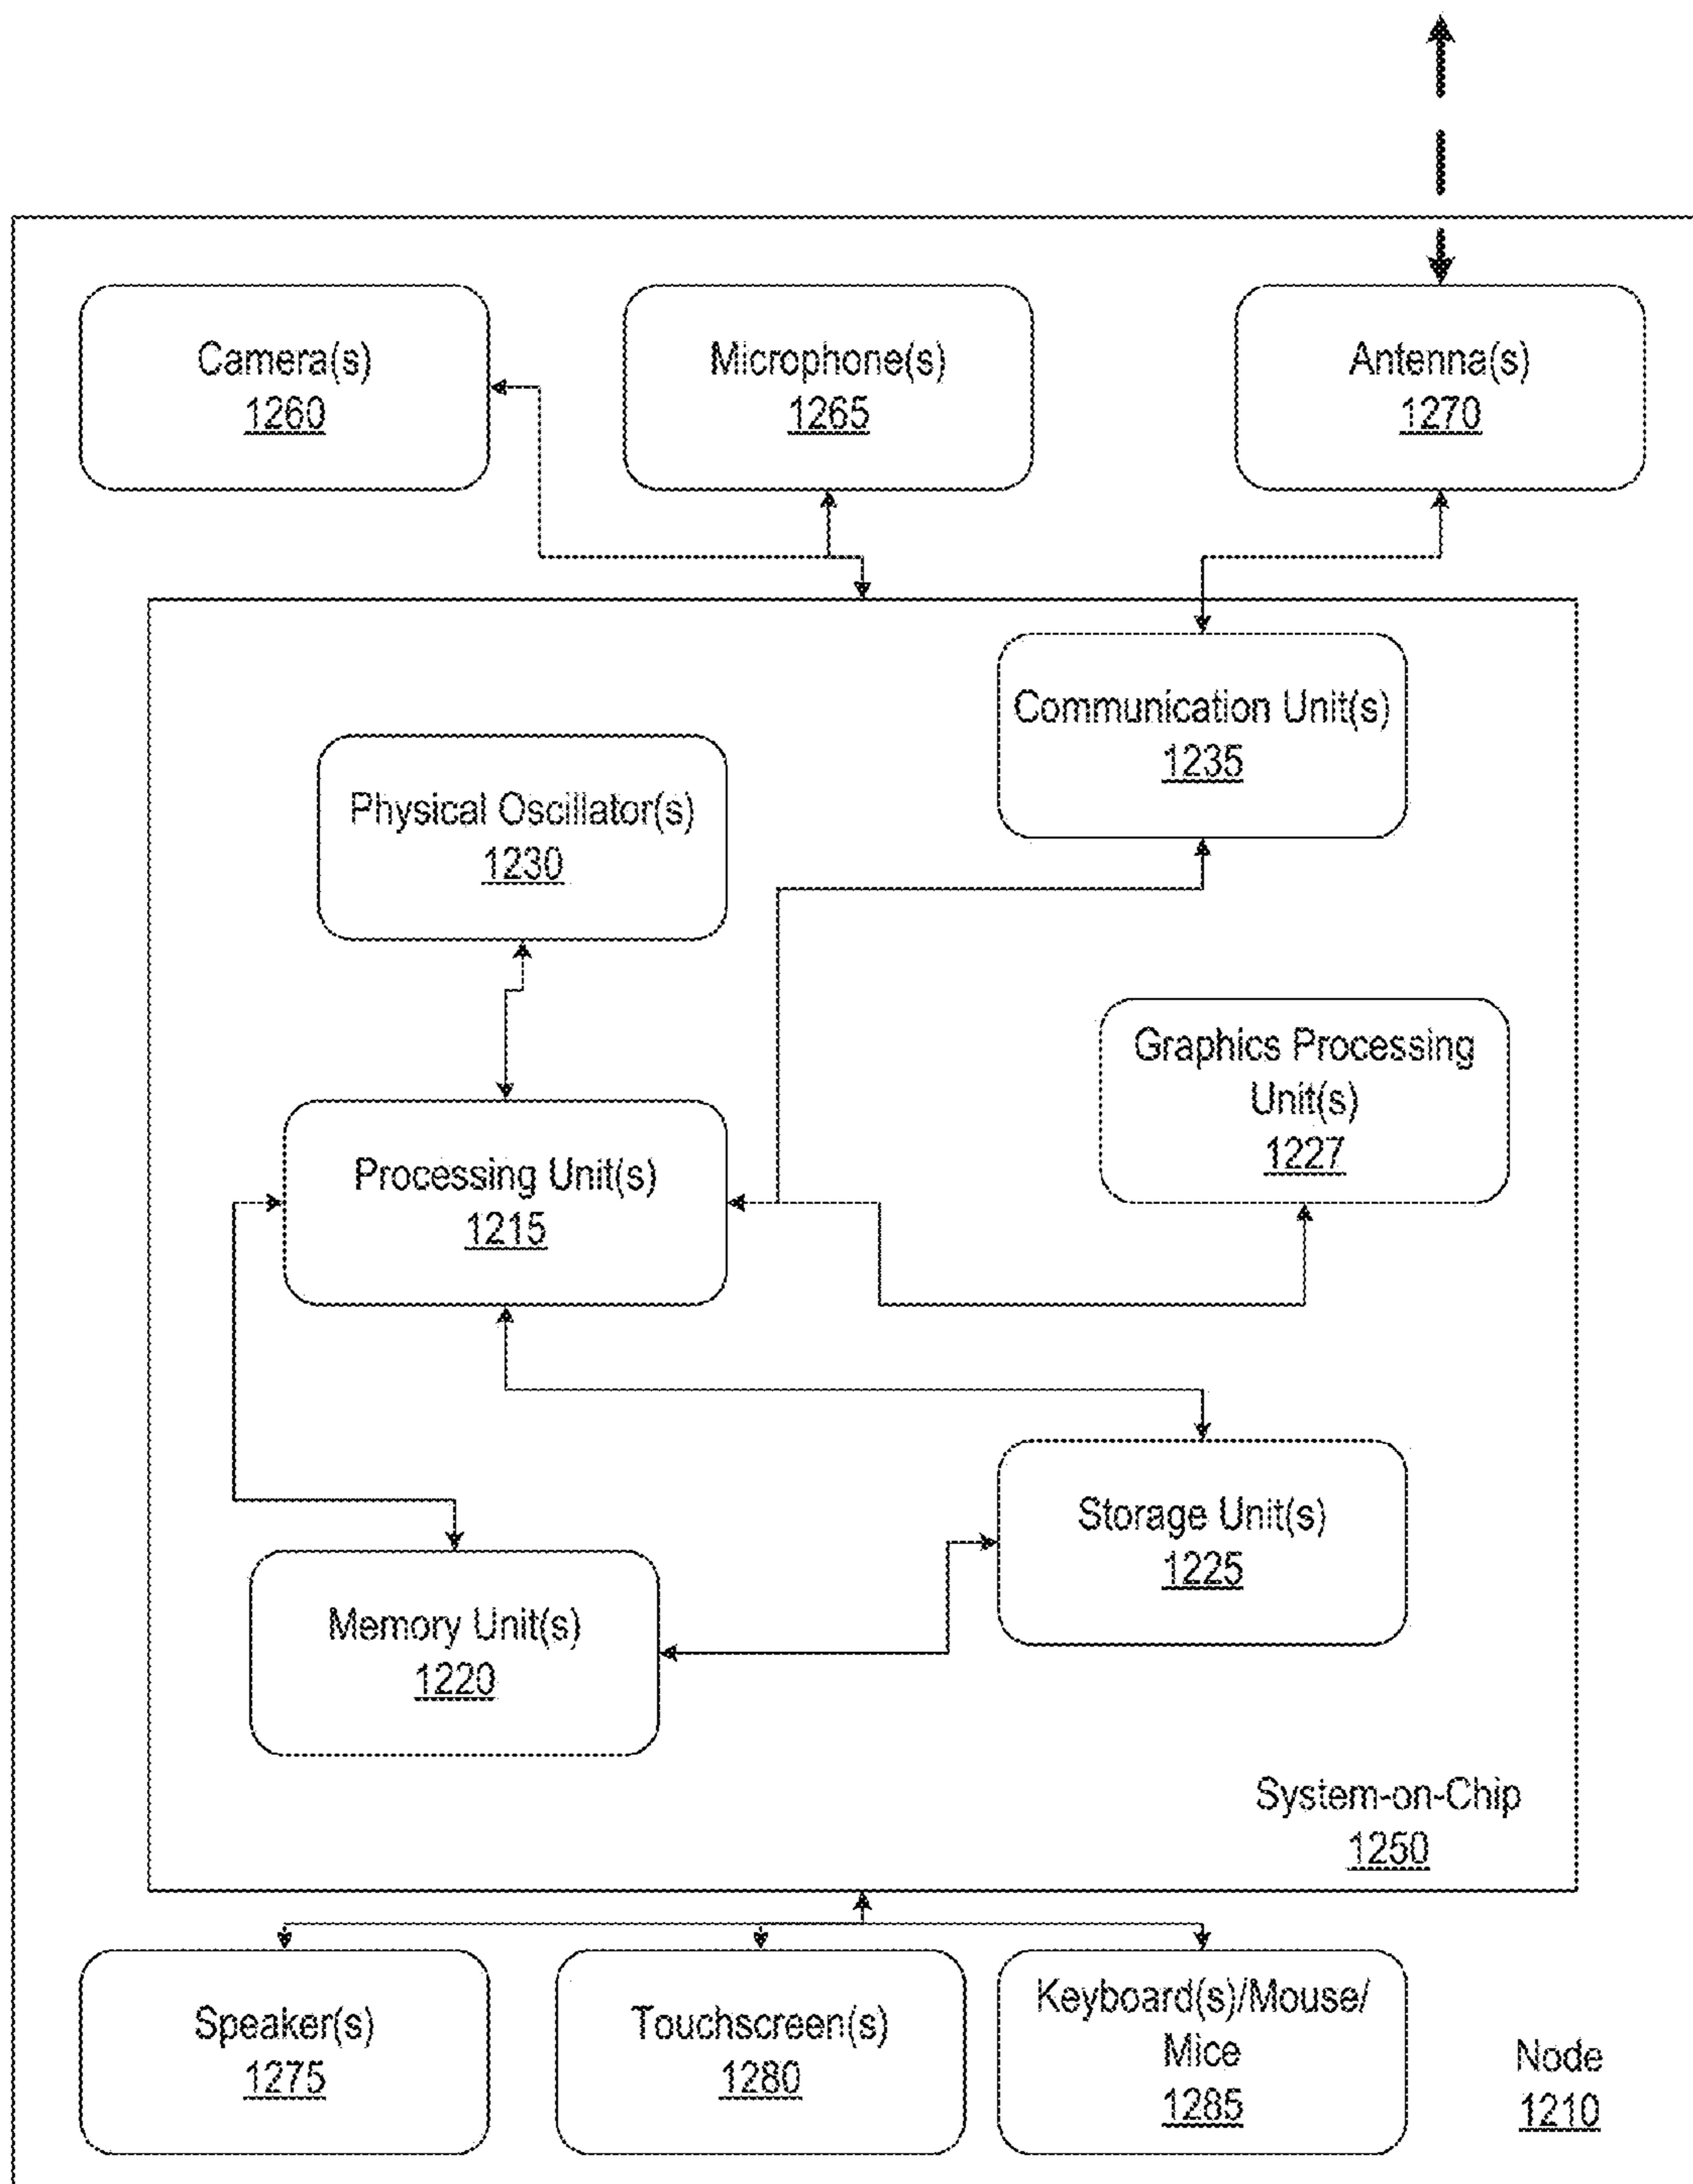 Camera(s)
1260
Microphone(s)
1265
Antenna(s)
1270
Communication Unit(s)
1235
Physical Oscillator(s)
1230
Graphics Processing
Unit(s)
1227
Processing Unit(s)
1215
Storage Unit(s)
1225
Memory Unit(s)
1220
System-on-Chip
1250
Speaker(s)
1275
Touchscreen(s)
1280
Keyboard(s)/Mouse/
Mice
1285
Node
1210